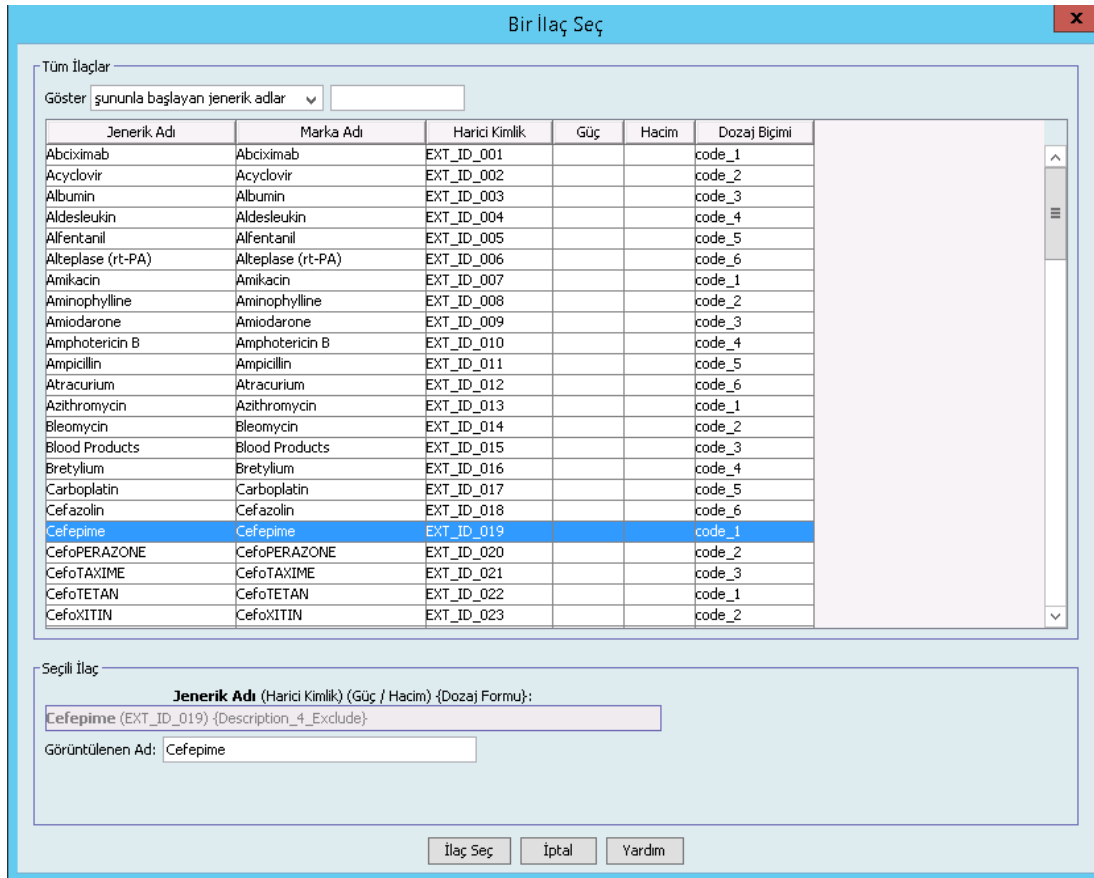 Bir İlaç Seç
x
Tüm İlaçlar
Göster şununla başlayan jenerik adlar
Jenerik Adı Marka Adı Harici Kimlik Güç Hacim Dozaj Biçimi
Abciximab Abciximab EXT_ID_001 code_1
Acyclovir Acyclovir EXT_ID_002 code_2
Albumin Albumin EXT_ID_003 code_3
Aldesleukin Aldesleukin EXT_ID_004 code_4
Alfentanil Alfentanil EXT_ID_005 code_5
Alteplase (rt-PA) Alteplase (rt-PA) EXT_ID_006 code_6
Amikacin Amikacin EXT_ID_007 code_1
Aminophylline Aminophylline EXT_ID_008 code_2
Amiodarone Amiodarone EXT_ID_009 code_3
Amphotericin B Amphotericin B EXT_ID_010 code_4
Ampicillin Ampicillin EXT_ID_011 code_5
Atracurium Atracurium EXT_ID_012 code_6
Azithromycin Azithromycin EXT_ID_013 code_1
Bleomycin Bleomycin EXT_ID_014 code_2
Blood Products Blood Products EXT_ID_015 code_3
Bretylium Bretylium EXT_ID_016 code_4
Carboplatin Carboplatin EXT_ID_017 code_5
Cefazolin Cefazolin EXT_ID_018 code_6
Cefepime Cefepime EXT_ID_019 code_1
CefoPERAZONE CefoPERAZONE EXT_ID_020 code_2
CefoTAXIME CefoTAXIME EXT_ID_021 code_3
CefoTETAN CefoTETAN EXT_ID_022 code_1
CefoXITIN CefoXITIN EXT_ID_023 code_2
Seçili İlaç
Jenerik Adı (Harici Kimlik) (Güç / Hacim) {Dozaj Formu}:
Cefepime (EXT_ID_019) {Description_4_Exclude}
Görüntülenen Ad: Cefepime
İlaç Seç İptal Yardım